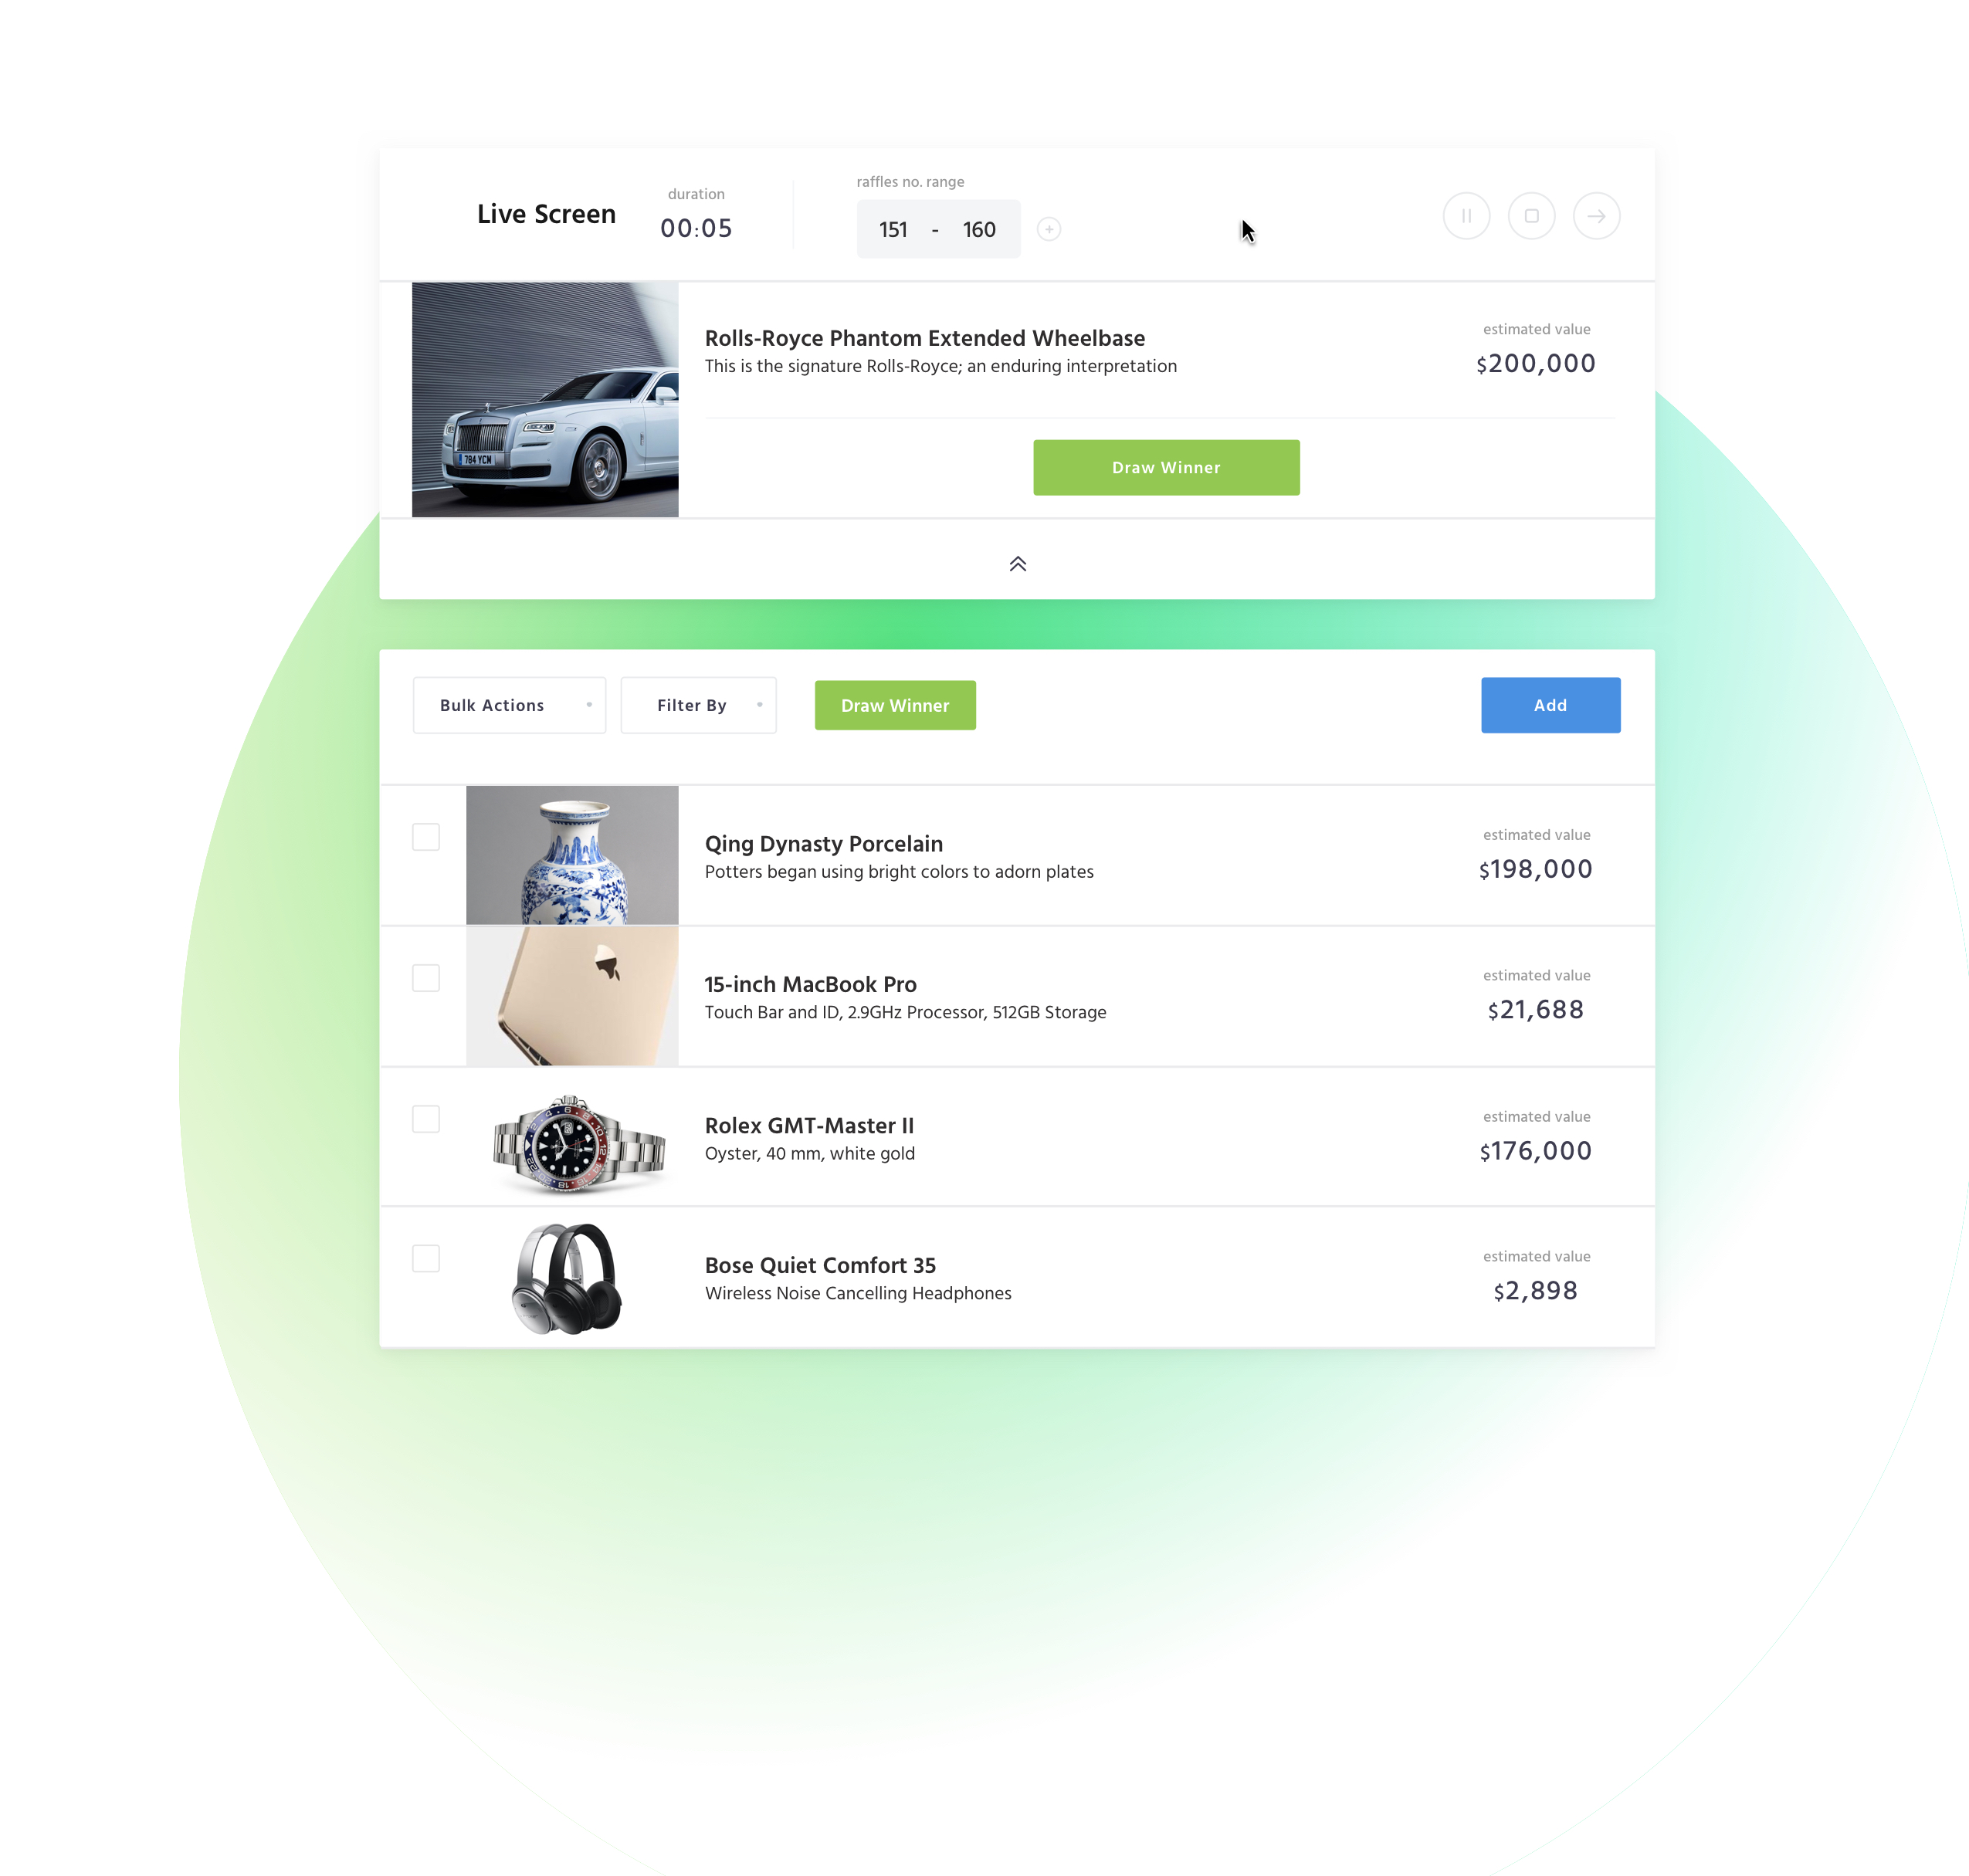 Live Screen
duration
00:05
raffles no. range
151 - 160
784 YCM
Rolls-Royce Phantom Extended Wheelbase
This is the signature Rolls-Royce; an enduring interpretation
estimated value
$200,000
Draw Winner
Bulk Actions
Filter By
Draw Winner
Add
Qing Dynasty Porcelain
Potters began using bright colors to adorn plates
estimated value
$198,000
15-inch MacBook Pro
Touch Bar and ID, 2.9GHz Processor, 512GB Storage
estimated value
$21,688
Rolex GMT-Master II
Oyster, 40 mm, white gold
estimated value
$176,000
Bose Quiet Comfort 35
Wireless Noise Cancelling Headphones
estimated value
$2,898